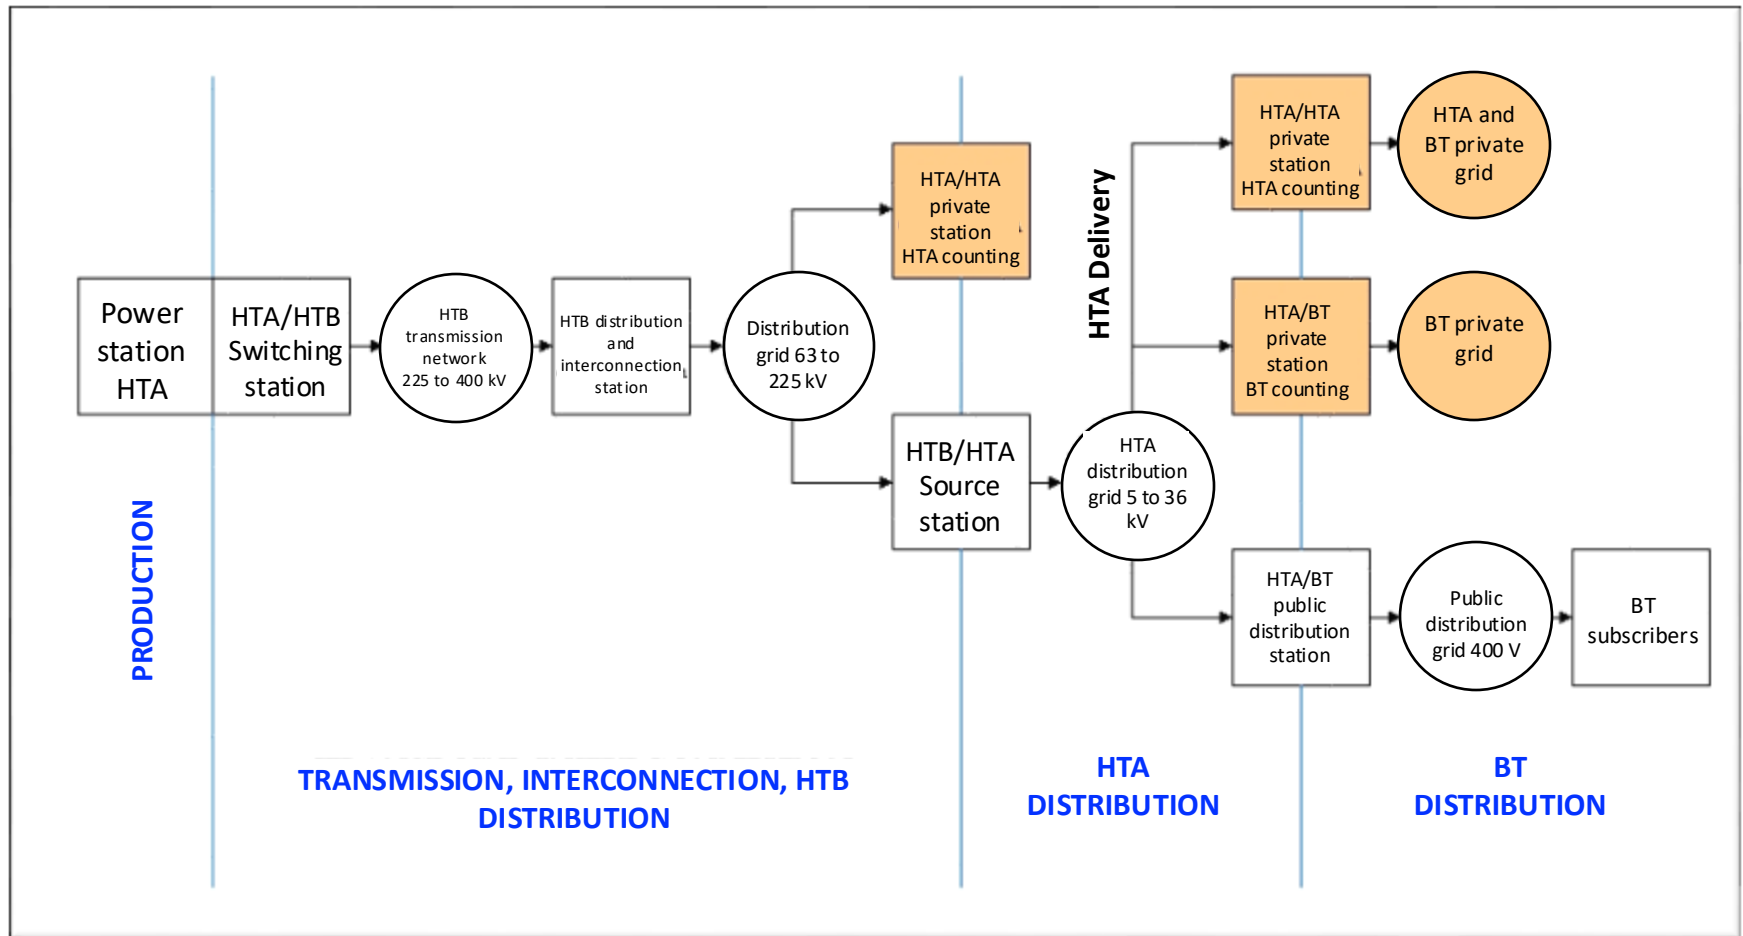 Power
station
HTA
HTA/HTB
Switching
station
HTB
transmission
network
225 to 400 kV
HTB distribution
and
interconnection
station
Distribution
grid 63 to
225 kV
HTA/HTA
private
station
HTA counting
HTB/HTA
Source
station
HTA
distribution
grid 5 to 36
kV
HTA Delivery
HTA/HTA
private
station
HTA counting
HTA and
BT private
grid
HTA/BT
private
station
BT counting
BT private
grid
HTA/BT
public
distribution
station
Public
distribution
grid 400 V
BT
subscribers
PRODUCTION
TRANSMISSION, INTERCONNECTION, HTB
DISTRIBUTION
HTA
DISTRIBUTION
BT
DISTRIBUTION